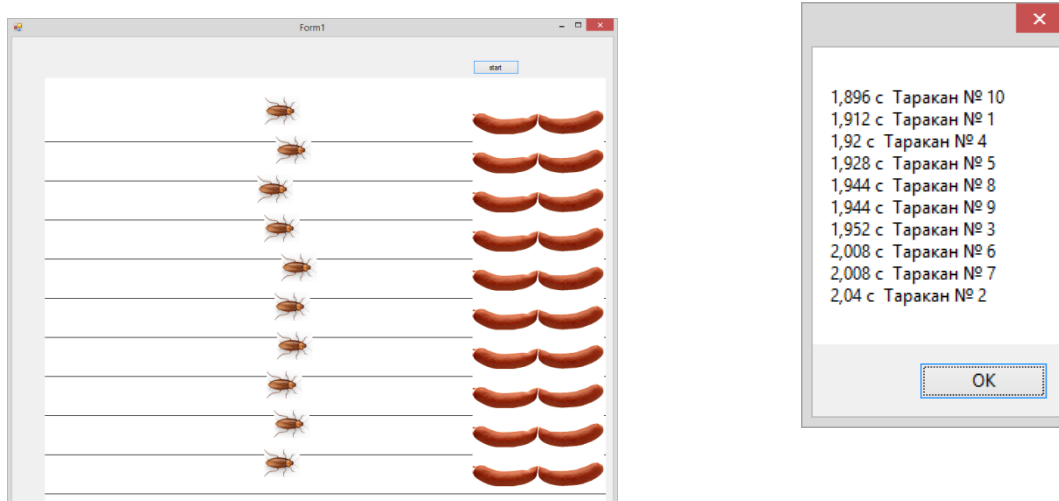 Form1
start
1,896 с Таракан № 10
1,912 с Таракан № 1
1,92 с Таракан № 4
1,928 с Таракан № 5
1,944 с Таракан № 8
1,944 с Таракан № 9
1,952 с Таракан № 3
2,008 с Таракан № 6
2,008 с Таракан № 7
2,04 с Таракан № 2
OK